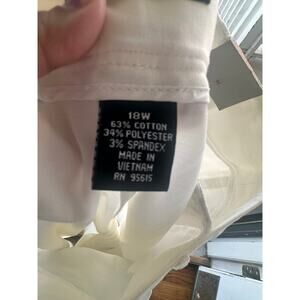 18W
63% COTTON
34% POLYESTER
3% SPANDEX
MADE IN
VIETNAM
RN 95615